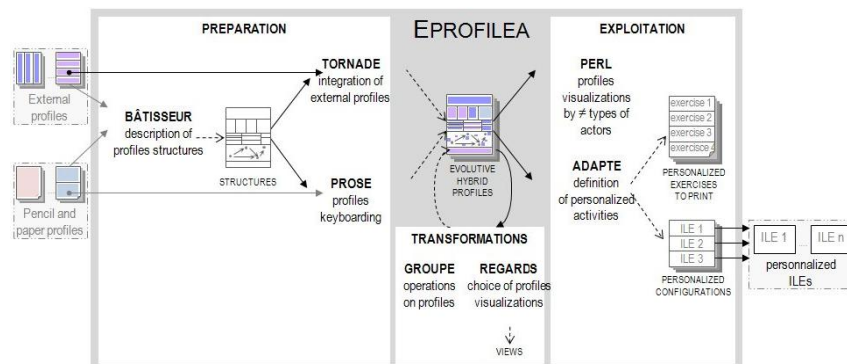 PREPARATION
EPROFILEA
EXPLOITATION
External
profiles
Pencil and
paper profiles
BÂTISSEUR
description of
profiles structures
STRUCTURES
TORNADE
integration of
external profiles
PROSE
profiles
keyboarding
EVOLUTIVE
HYBRID
PROFILES
TRANSFORMATIONS
GROUPE
operations
on profiles
REGARDS
choice of profiles
visualizations
VIEWS
PERL
profiles
visualizations
by ≠ types of
actors
ADAPTE
definition
of personalized
activities
exercise 1
exercise 2
exercise 3
exercisce 4
PERSONALIZED
EXERCISES
TO PRINT
ILE 1
ILE 2
ILE 3
PERSONALIZED
CONFIGURATIONS
ILE 1 ... ILE n
personnalized
ILEs